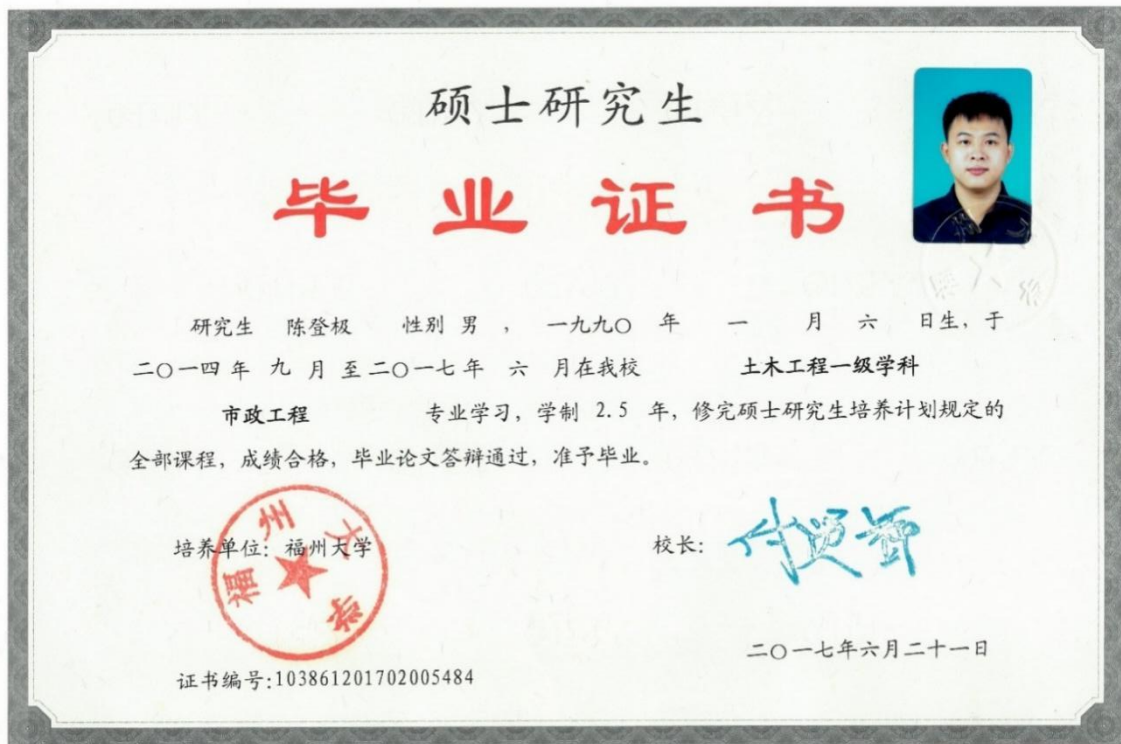 硕士研究生
毕业证书
研究生 陈登极 性别 男 , 一九九〇 年 一 月 六 日生, 于
二〇一四 年 九 月 至 二〇一七 年 六 月在我校 土木工程一级学科
市政工程 专业学习, 学制 2.5 年, 修完硕士研究生培养计划规定的
全部课程, 成绩合格, 毕业论文答辩通过, 准予毕业。
福州大学
培养单位: 福州大学 校长:
二〇一七年六月二十一日
证书编号:103861201702005484